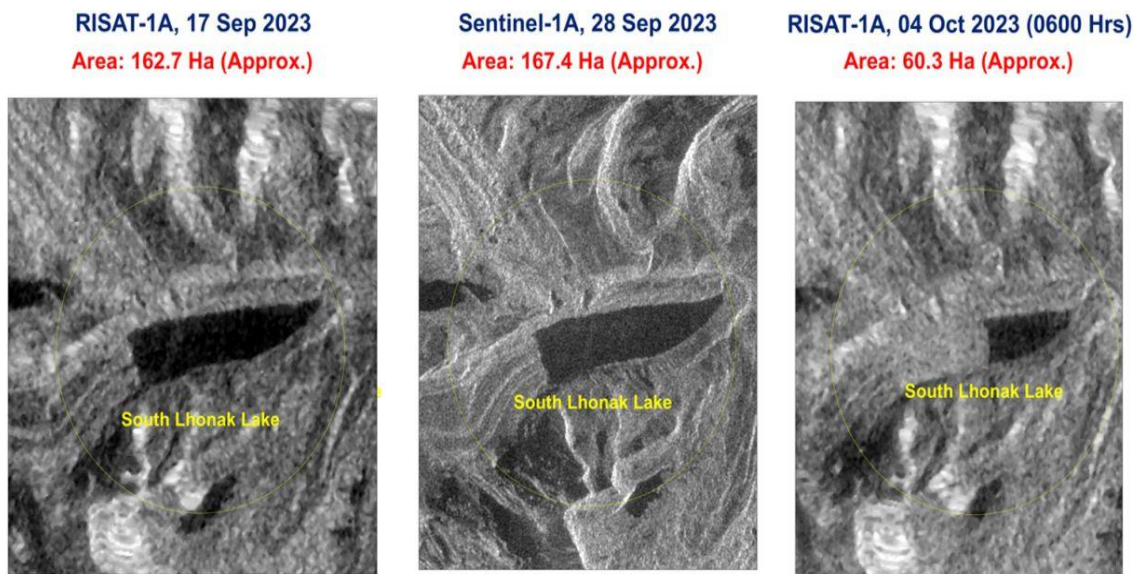 RISAT-1A, 17 Sep 2023
Area: 162.7 Ha (Approx.)
Sentinel-1A, 28 Sep 2023
Area: 167.4 Ha (Approx.)
RISAT-1A, 04 Oct 2023 (0600 Hrs)
Area: 60.3 Ha (Approx.)
South Lhonak Lake
South Lhonak Lake
South Lhonak Lake